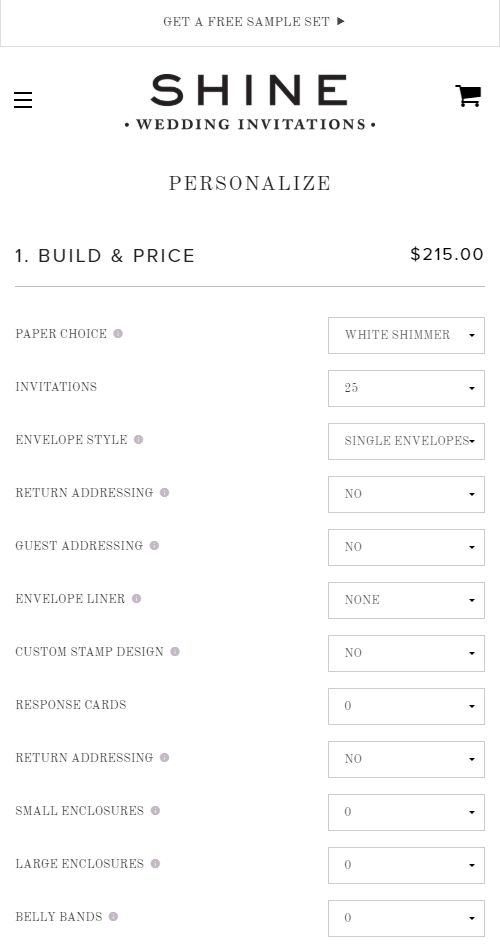 GET A FREE SAMPLE SET
SHINE
• WEDDING INVITATIONS •
PERSONALIZE
1. BUILD & PRICE $215.00
PAPER CHOICE WHITE SHIMMER
INVITATIONS 25
ENVELOPE STYLE SINGLE ENVELOPES
RETURN ADDRESSING NO
GUEST ADDRESSING NO
ENVELOPE LINER NONE
CUSTOM STAMP DESIGN NO
RESPONSE CARDS 0
RETURN ADDRESSING NO
SMALL ENCLOSURES 0
LARGE ENCLOSURES 0
BELLY BANDS 0